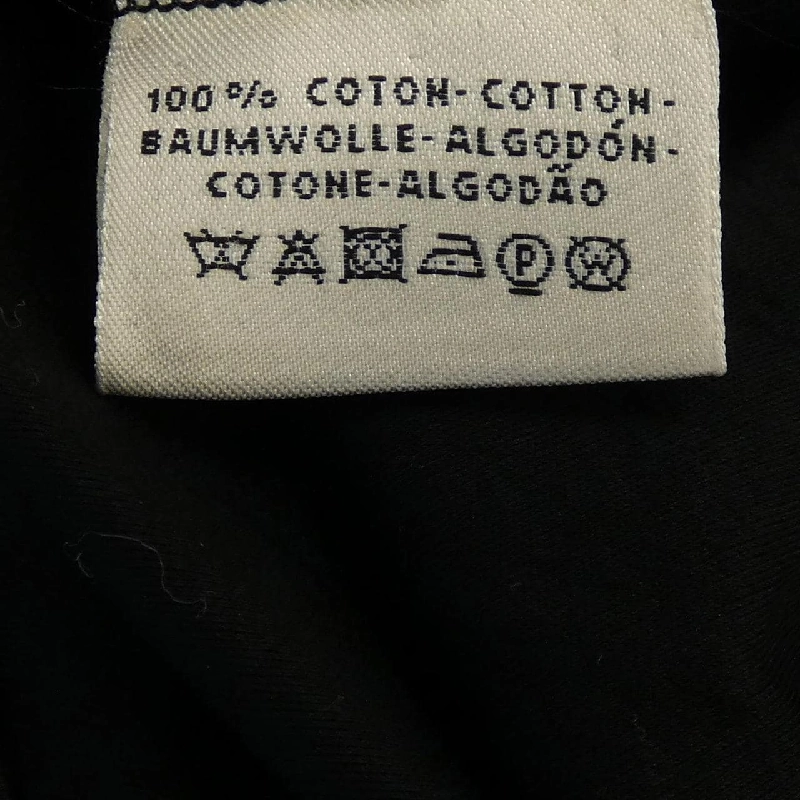 100% COTON-COTTON-
BAUMWOLLE-ALGODÓN-
COTONE-ALGODÃO
P W